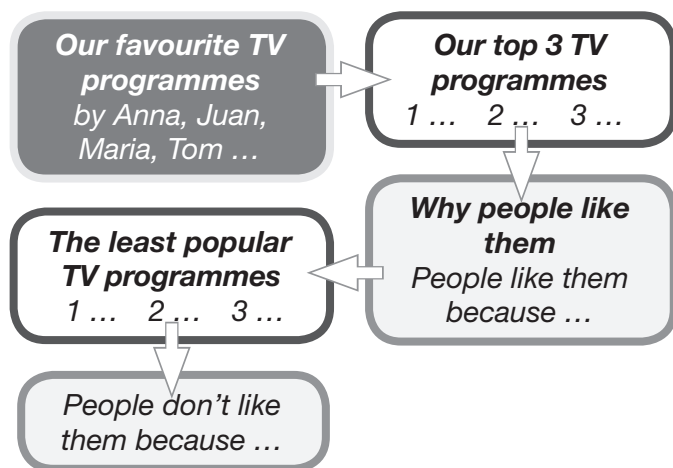 Our favourite TV
programmes
by Anna, Juan,
Maria, Tom …
Our top 3 TV
programmes
1 … 2 … 3 …
Why people like
them
People like them
because …
The least popular
TV programmes
1 … 2 … 3 …
People don’t like
them because …